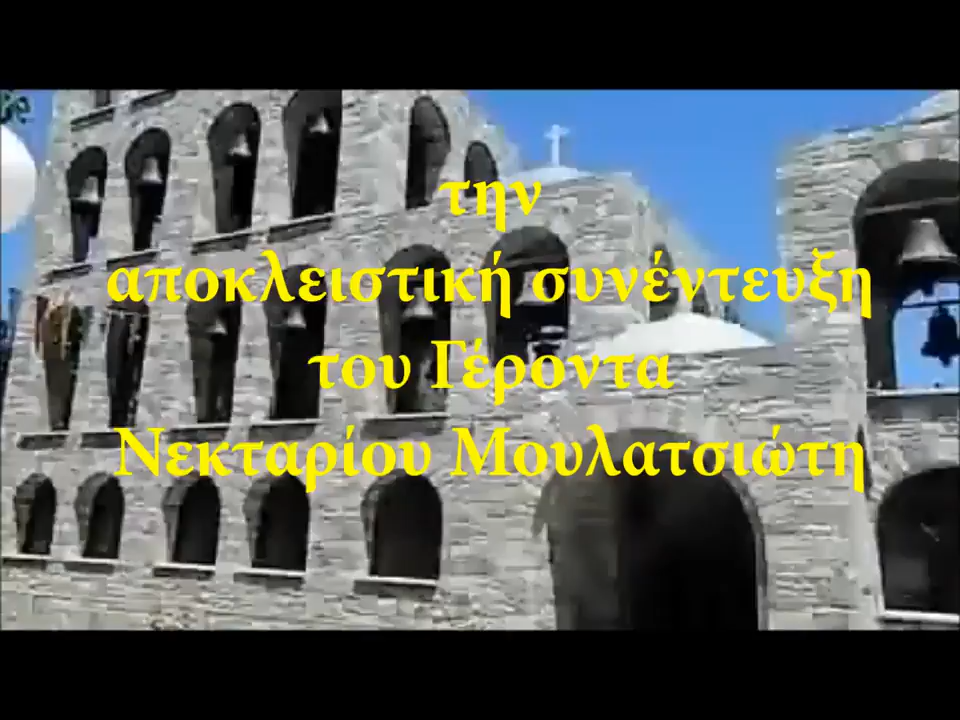 την
αποκλειστική συνέντευξη
του Γέροντα
Νεκταρίου Μουλατσιώτη